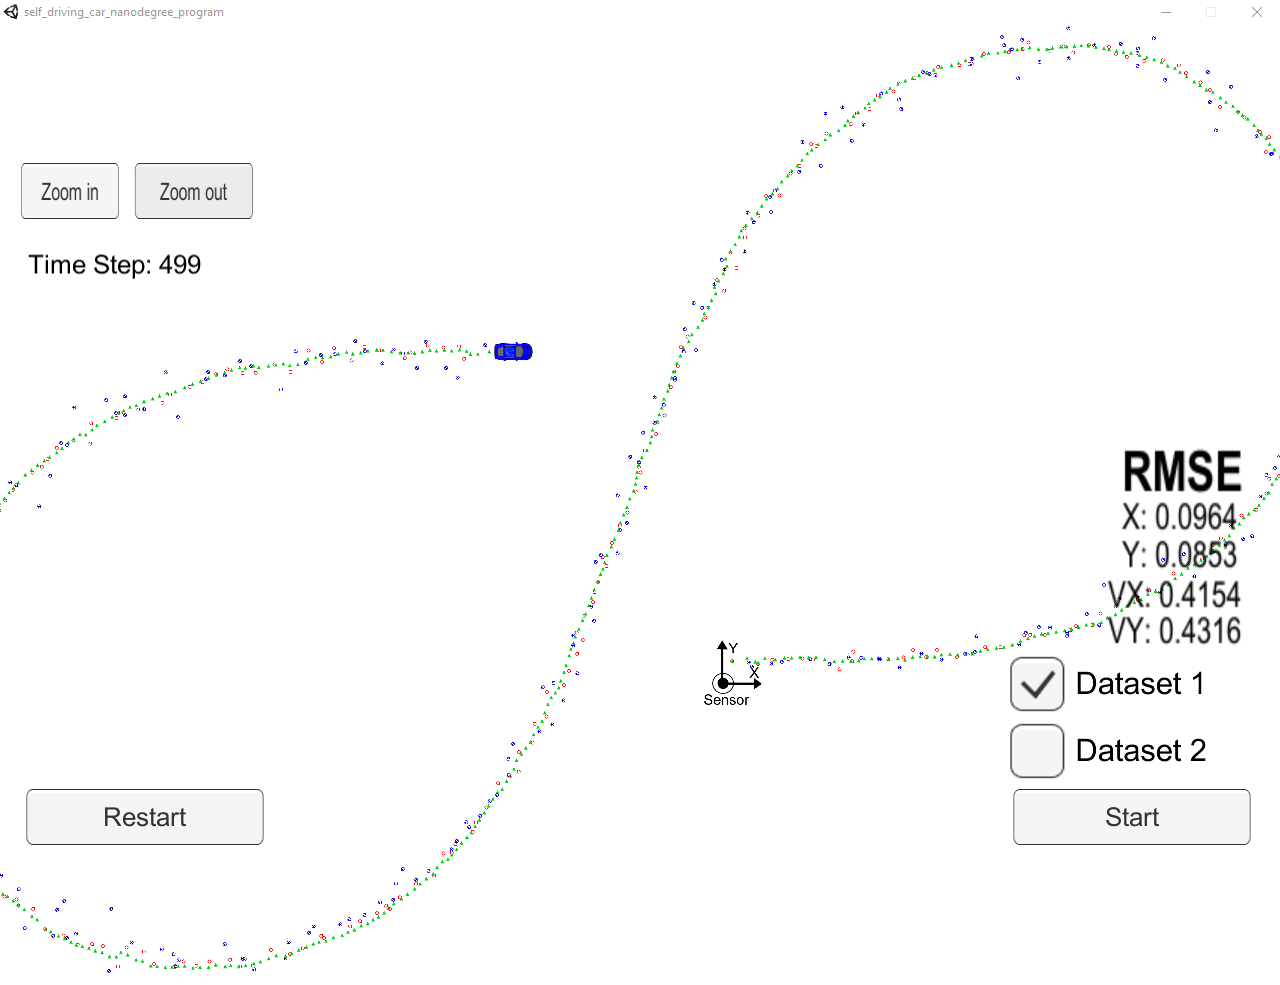 self_driving_car_nanodegree_program
Zoom in
Zoom out
Time Step: 499
RMSE
X: 0.0964
Y: 0.0853
VX: 0.4154
VY: 0.4316
Y
X
Sensor
Dataset 1
Dataset 2
Restart
Start